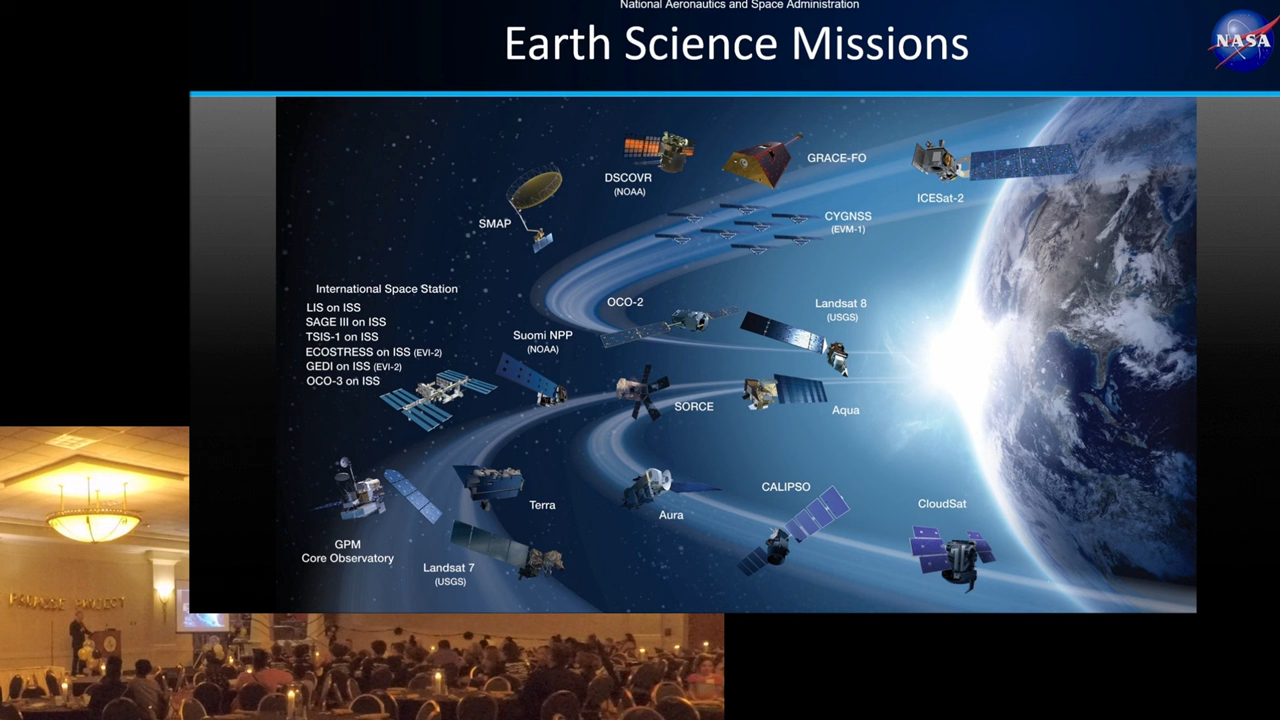 National Aeronautics and Space Administration
Earth Science Missions
NASA
DSCOVR
(NOAA)
GRACE-FO
ICESat-2
SMAP
CYGNSS
(EVM-1)
International Space Station
LIS on ISS
SAGE III on ISS
TSIS-1 on ISS
ECOSTRESS on ISS (EVI-2)
GEDI on ISS (EVI-2)
OCO-3 on ISS
OCO-2
Landsat 8
(USGS)
Suomi NPP
(NOAA)
SORCE
Aqua
Terra
Aura
CALIPSO
CloudSat
GPM
Core Observatory
Landsat 7
(USGS)
PROJECT